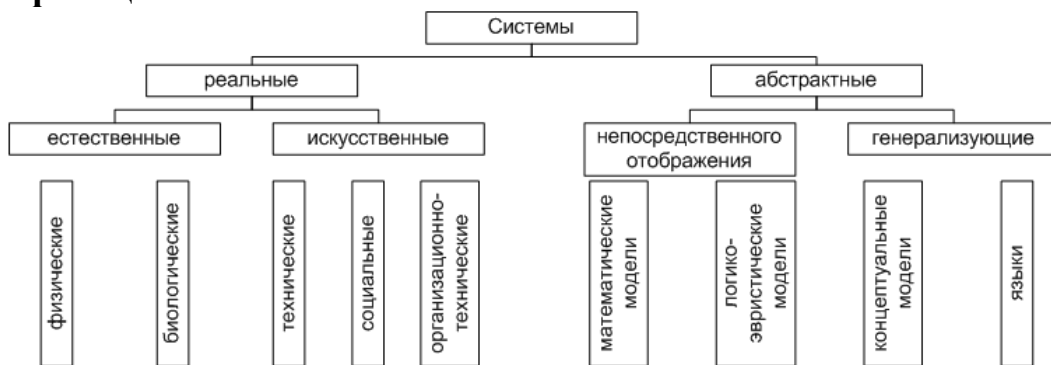 Системы
реальные
абстрактные
естественные
искусственные
непосредственного
отображения
генерализующие
физические
биологические
технические
социальные
организационно-
технические
математические
модели
логико-
эвристические
модели
концептуальные
модели
языки